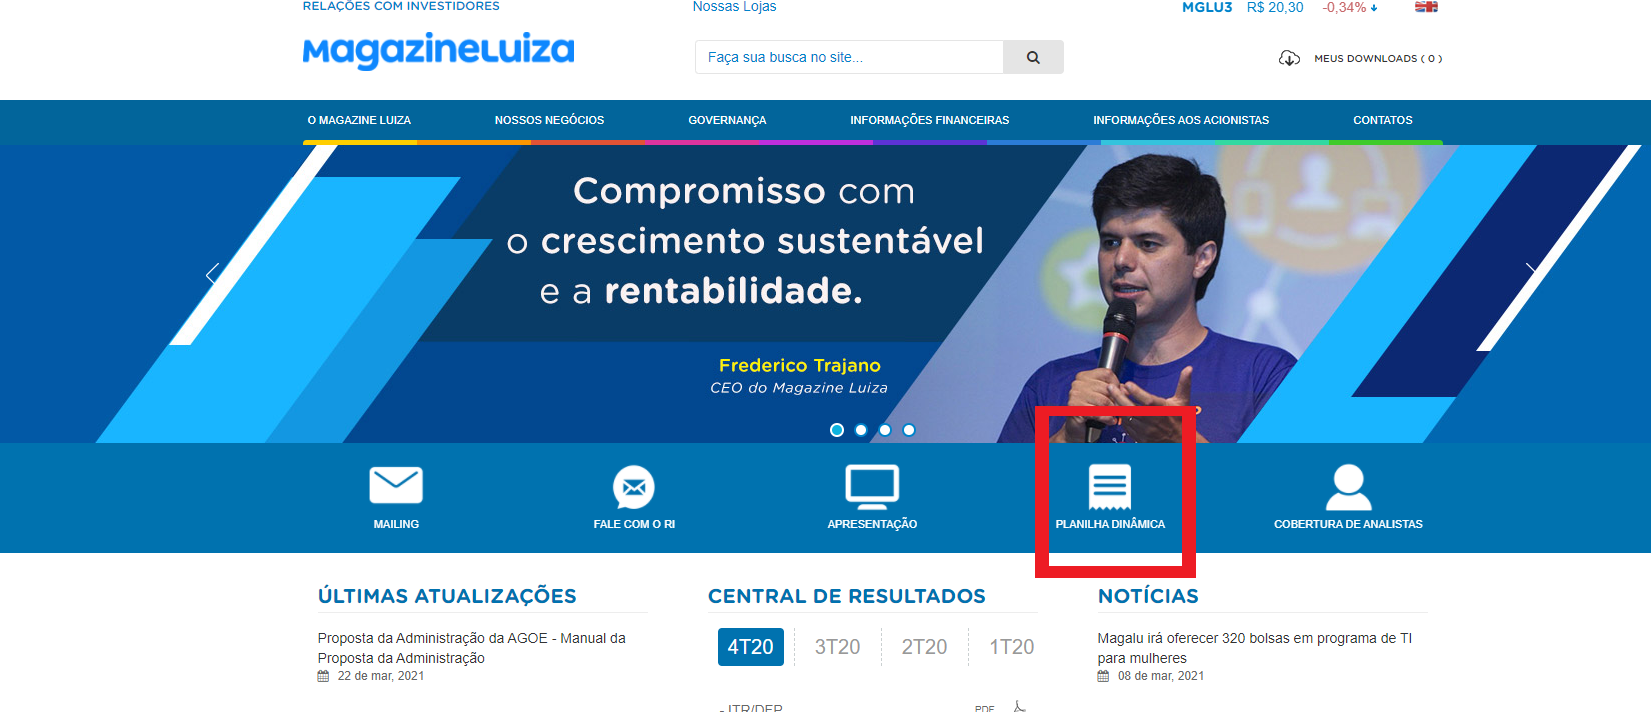 RELAÇÕES COM INVESTIDORES
Nossas Lojas
MGLU3 R$ 20,30 -0,34%
MagazineLuiza
Faça sua busca no site...
MEUS DOWNLOADS ( 0 )
O MAGAZINE LUIZA
NOSSOS NEGÓCIOS
GOVERNANÇA
INFORMAÇÕES FINANCEIRAS
INFORMAÇÕES AOS ACIONISTAS
CONTATOS
Compromisso com
o crescimento sustentável
e a rentabilidade.
Frederico Trajano
CEO do Magazine Luiza
MAILING
FALE COM O RI
APRESENTAÇÃO
PLANILHA DINÂMICA
COBERTURA DE ANALISTAS
ÚLTIMAS ATUALIZAÇÕES
Proposta da Administração da AGOE - Manual da
Proposta da Administração
22 de mar, 2021
CENTRAL DE RESULTADOS
4T20
3T20
2T20
1T20
- ITR/DFP
PDF
NOTÍCIAS
Magalu irá oferecer 320 bolsas em programa de TI
para mulheres
08 de mar, 2021